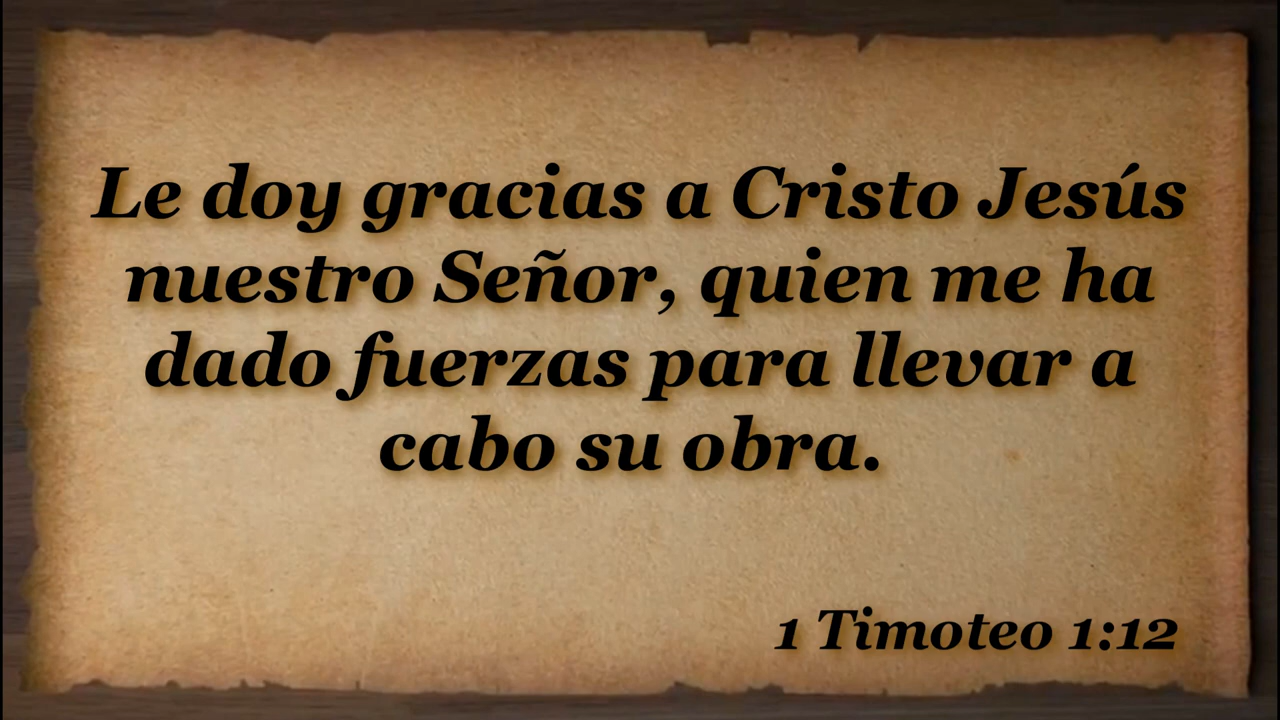 Le doy gracias a Cristo Jesús
nuestro Señor, quien me ha
dado fuerzas para llevar a
cabo su obra.
1 Timoteo 1:12